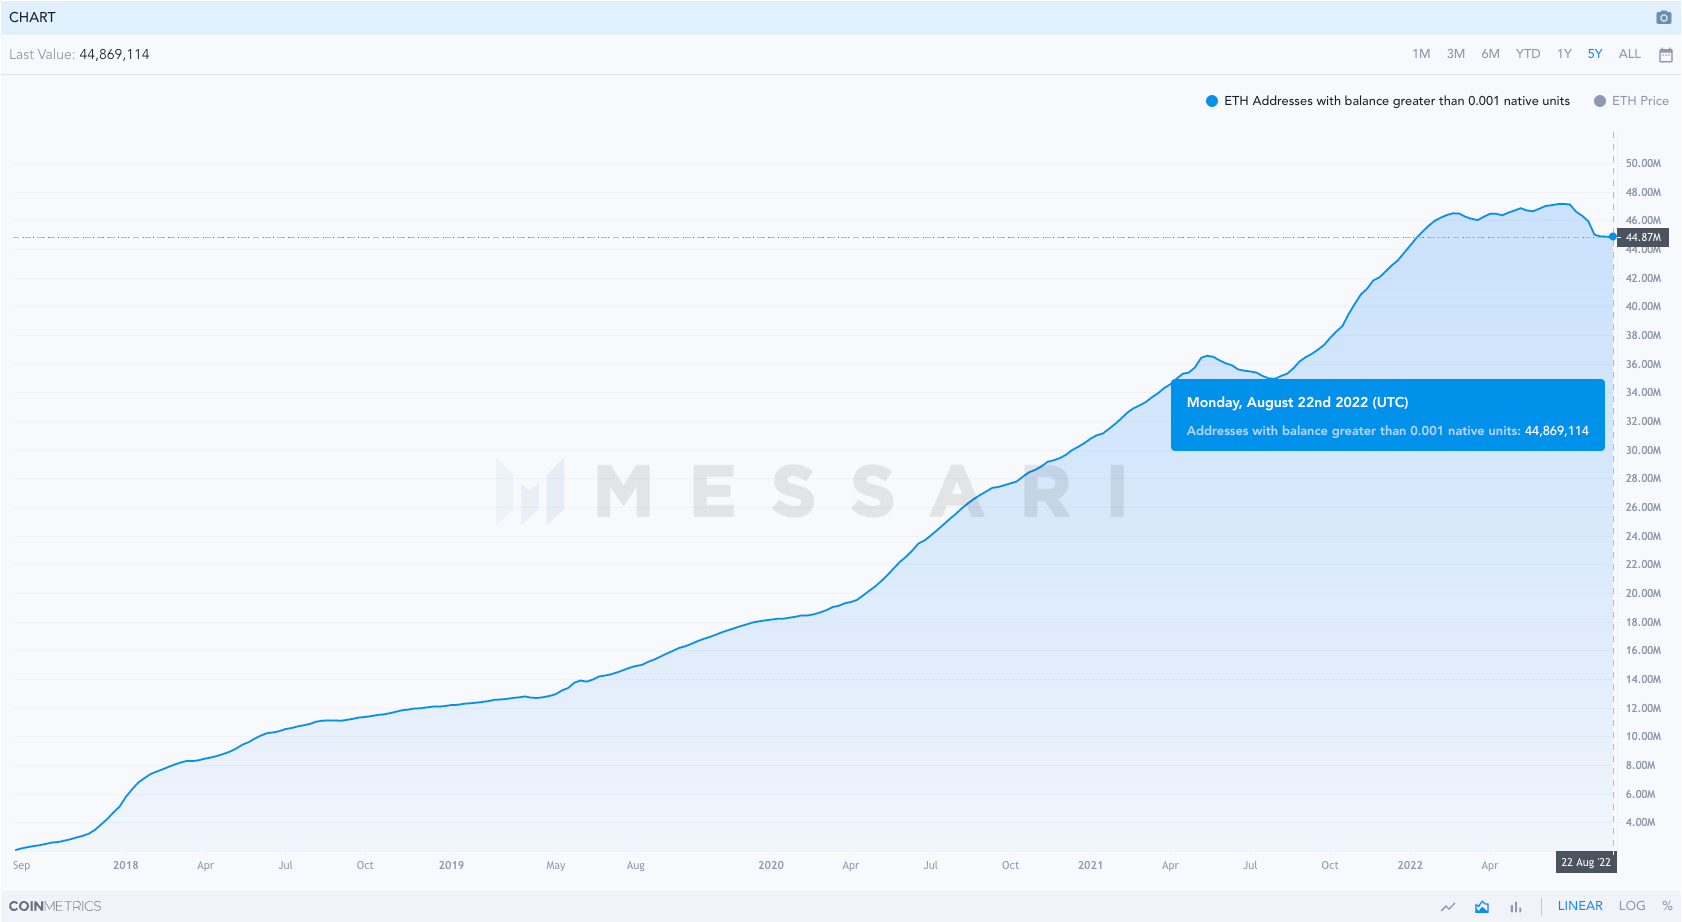 CHART
Last Value: 44,869,114
1M 3M 6M YTD 1Y 5Y ALL
ETH Addresses with balance greater than 0.001 native units ETH Price
50.00M
48.00M
46.00M
44.87M
44.00M
42.00M
40.00M
38.00M
36.00M
34.00M
Monday, August 22nd 2022 (UTC)
32.00M
Addresses with balance greater than 0.001 native units: 44,869,114
30.00M
28.00M
MESSARI
26.00M
24.00M
22.00M
20.00M
18.00M
16.00M
14.00M
12.00M
10.00M
8.00M
6.00M
4.00M
Sep 2018 Apr Jul Oct 2019 May Aug 2020 Apr Jul Oct 2021 Apr Jul Oct 2022 Apr 22 Aug '22
COINMETRICS
LINEAR LOG %